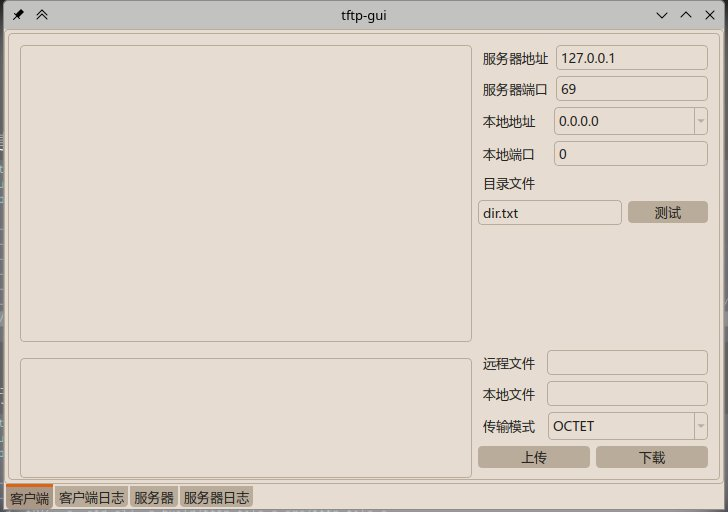 tftp-gui
服务器地址 127.0.0.1
服务器端口 69
本地地址 0.0.0.0
本地端口 0
目录文件
dir.txt 测试
远程文件
本地文件
传输模式 OCTET
上传 下载
客户端 客户端日志 服务器 服务器日志